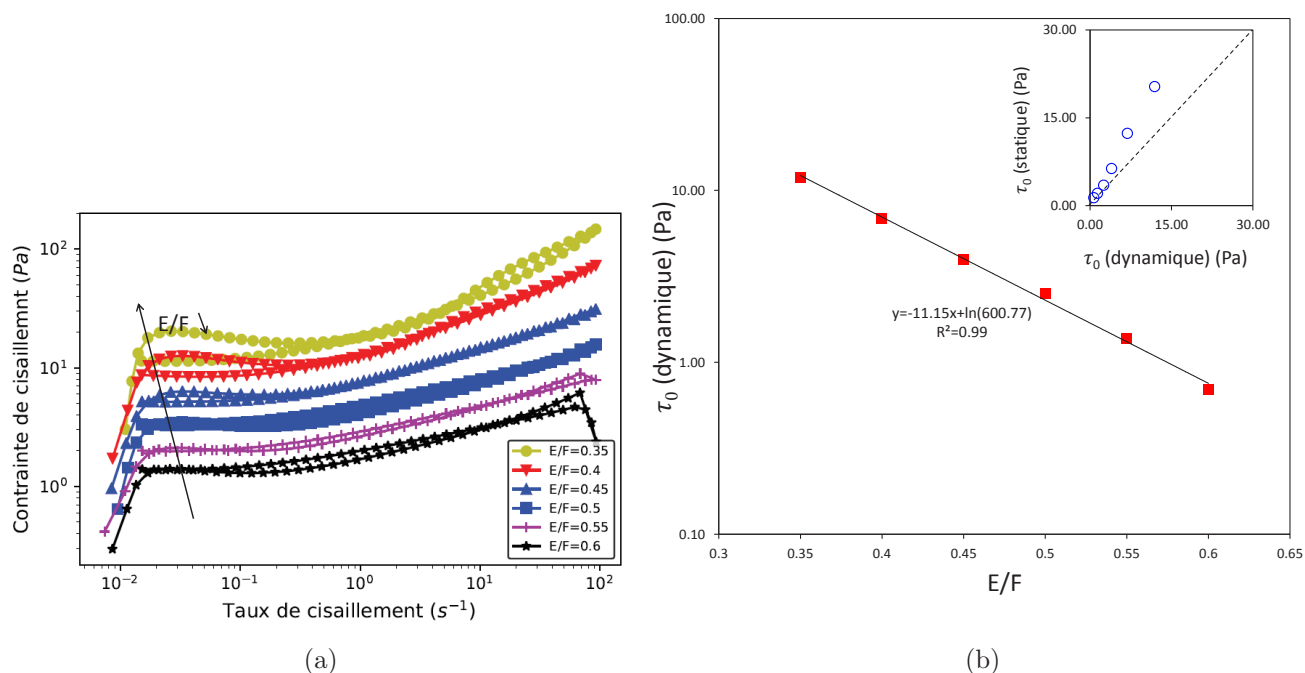 Contrainte de cisaillemnt (Pa)
10²
10¹
10⁰
E/F
E/F=0.35
E/F=0.4
E/F=0.45
E/F=0.5
E/F=0.55
E/F=0.6
10⁻² 10⁻¹ 10⁰ 10¹ 10²
Taux de cisaillement (s⁻¹)
(a)
τ₀ (dynamique) (Pa)
100.00
10.00
1.00
0.10
0.3 0.35 0.4 0.45 0.5 0.55 0.6 0.65
E/F
y=-11.15x+ln(600.77)
R²=0.99
τ₀ (statique) (Pa)
30.00
15.00
0.00
0.00 15.00 30.00
τ₀ (dynamique) (Pa)
(b)